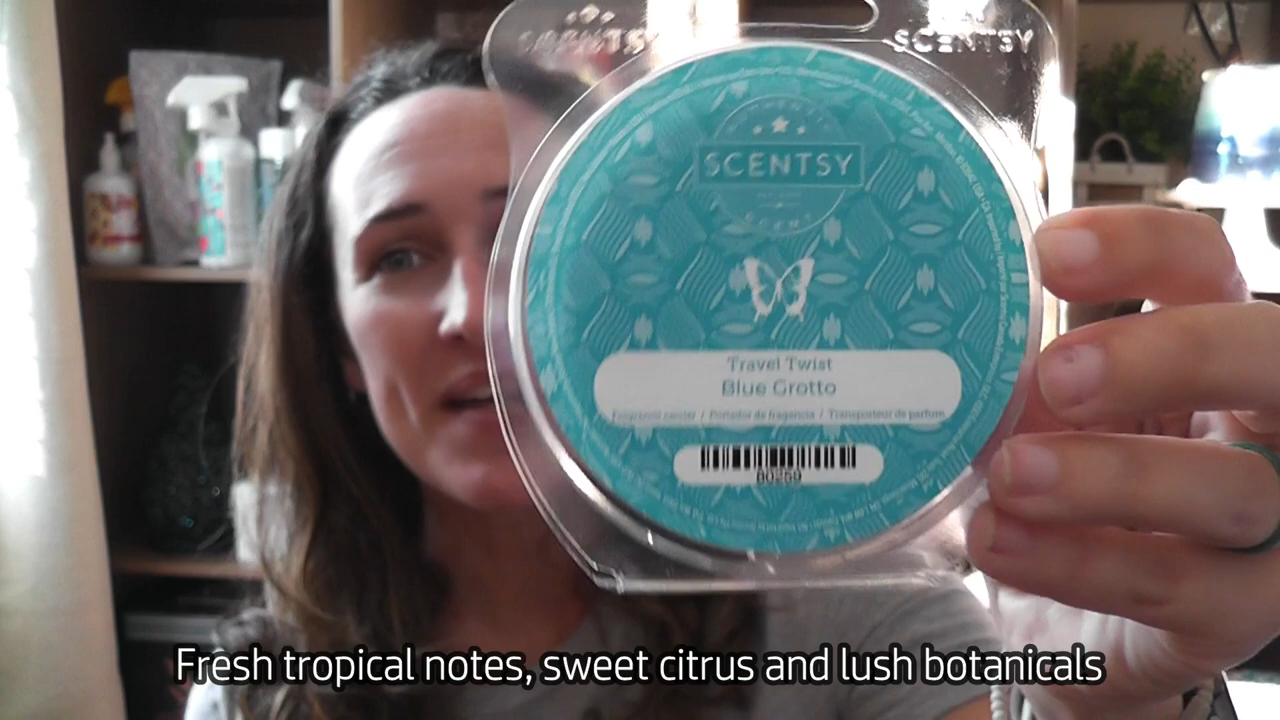 SCENTSY
SCENTSY
SCENTSY
Travel Twist
Blue Grotto
Fragrance carrier / Portador de fragancia / Transporteur de parfum
80259
Fresh tropical notes, sweet citrus and lush botanicals